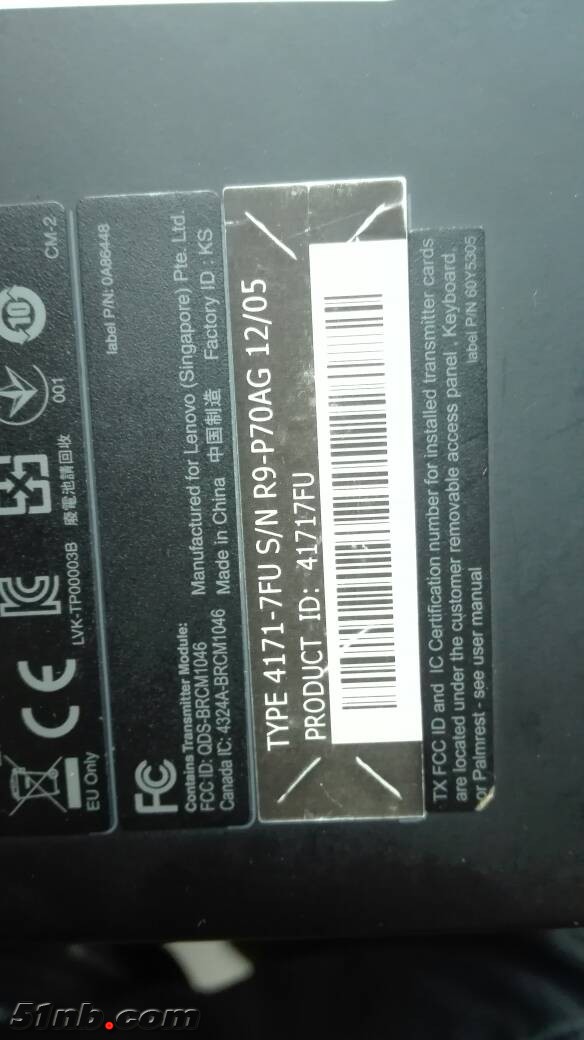 CM-2
10
001
廢電池請回收
LVK-TP00003B
EU Only
label P/N: 0A86448
FC
Contains Transmitter Module:
FCC ID: QDS-BRCM1046
Canada IC: 4324A-BRCM1046
Manufactured for Lenovo (Singapore) Pte. Ltd.
Made in China 中国制造 Factory ID : KS
TYPE 4171-7FU S/N R9-P70AG 12/05
PRODUCT ID: 41717FU
TX FCC ID and IC Certification number for installed transmitter cards
are located under the customer removable access panel , Keyboard,
or Palmrest - see user manual
label P/N 60Y5305
51nb.com